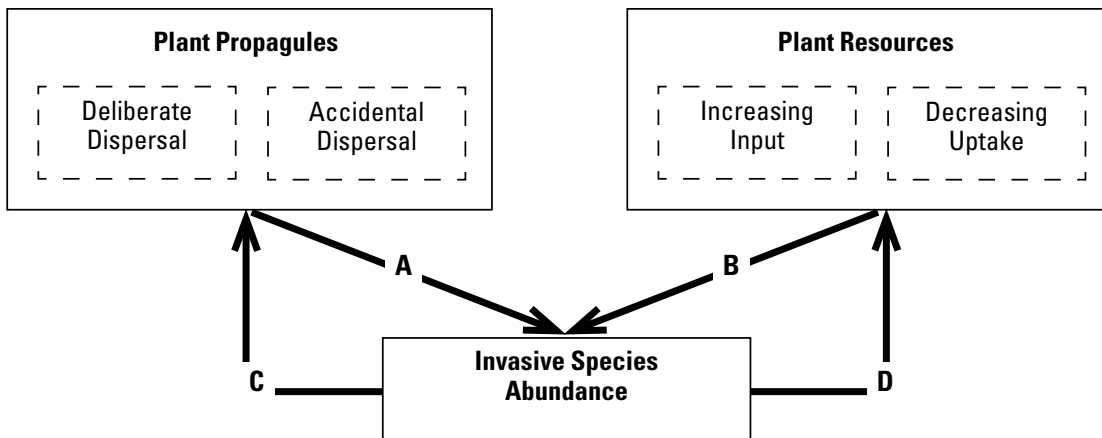 Plant Propagules
Deliberate
Dispersal
Accidental
Dispersal
Plant Resources
Increasing
Input
Decreasing
Uptake
A
B
C
Invasive Species
Abundance
D